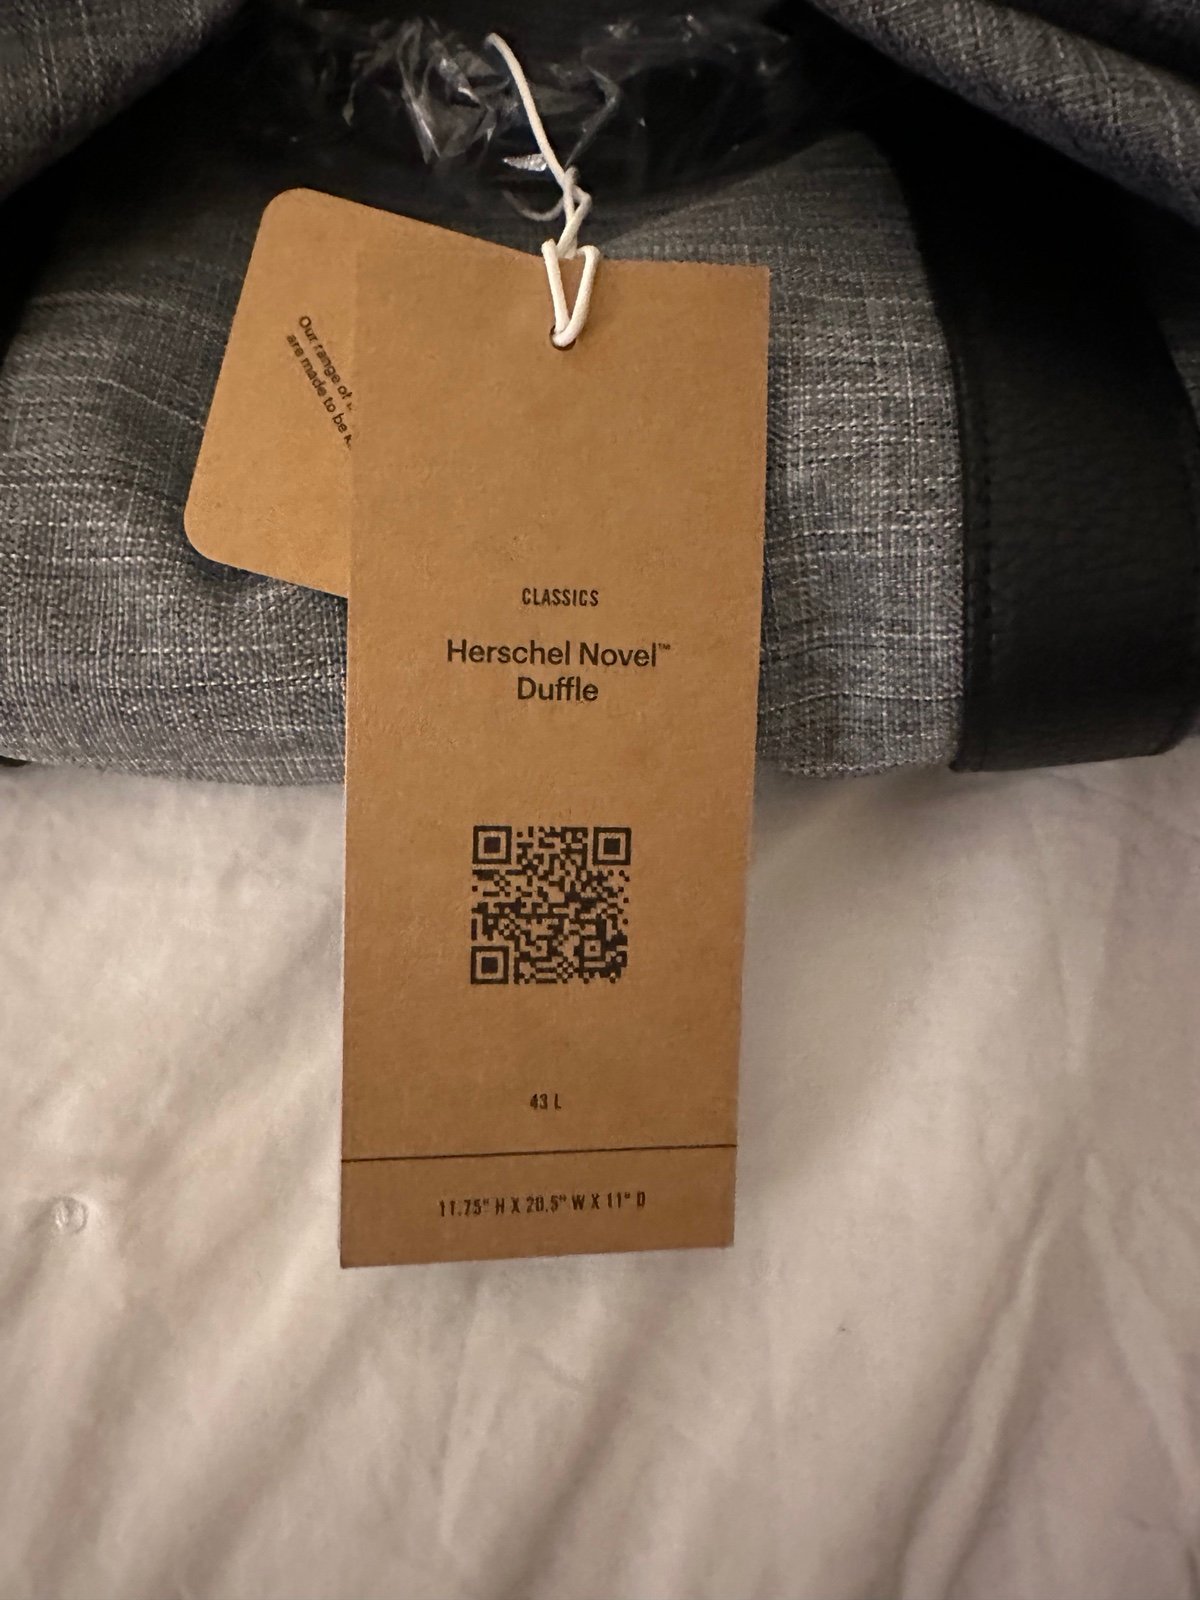 Our range of
are made to be
CLASSICS
Herschel Novel™
Duffle
43 L
11.75" H X 20.5" W X 11" D